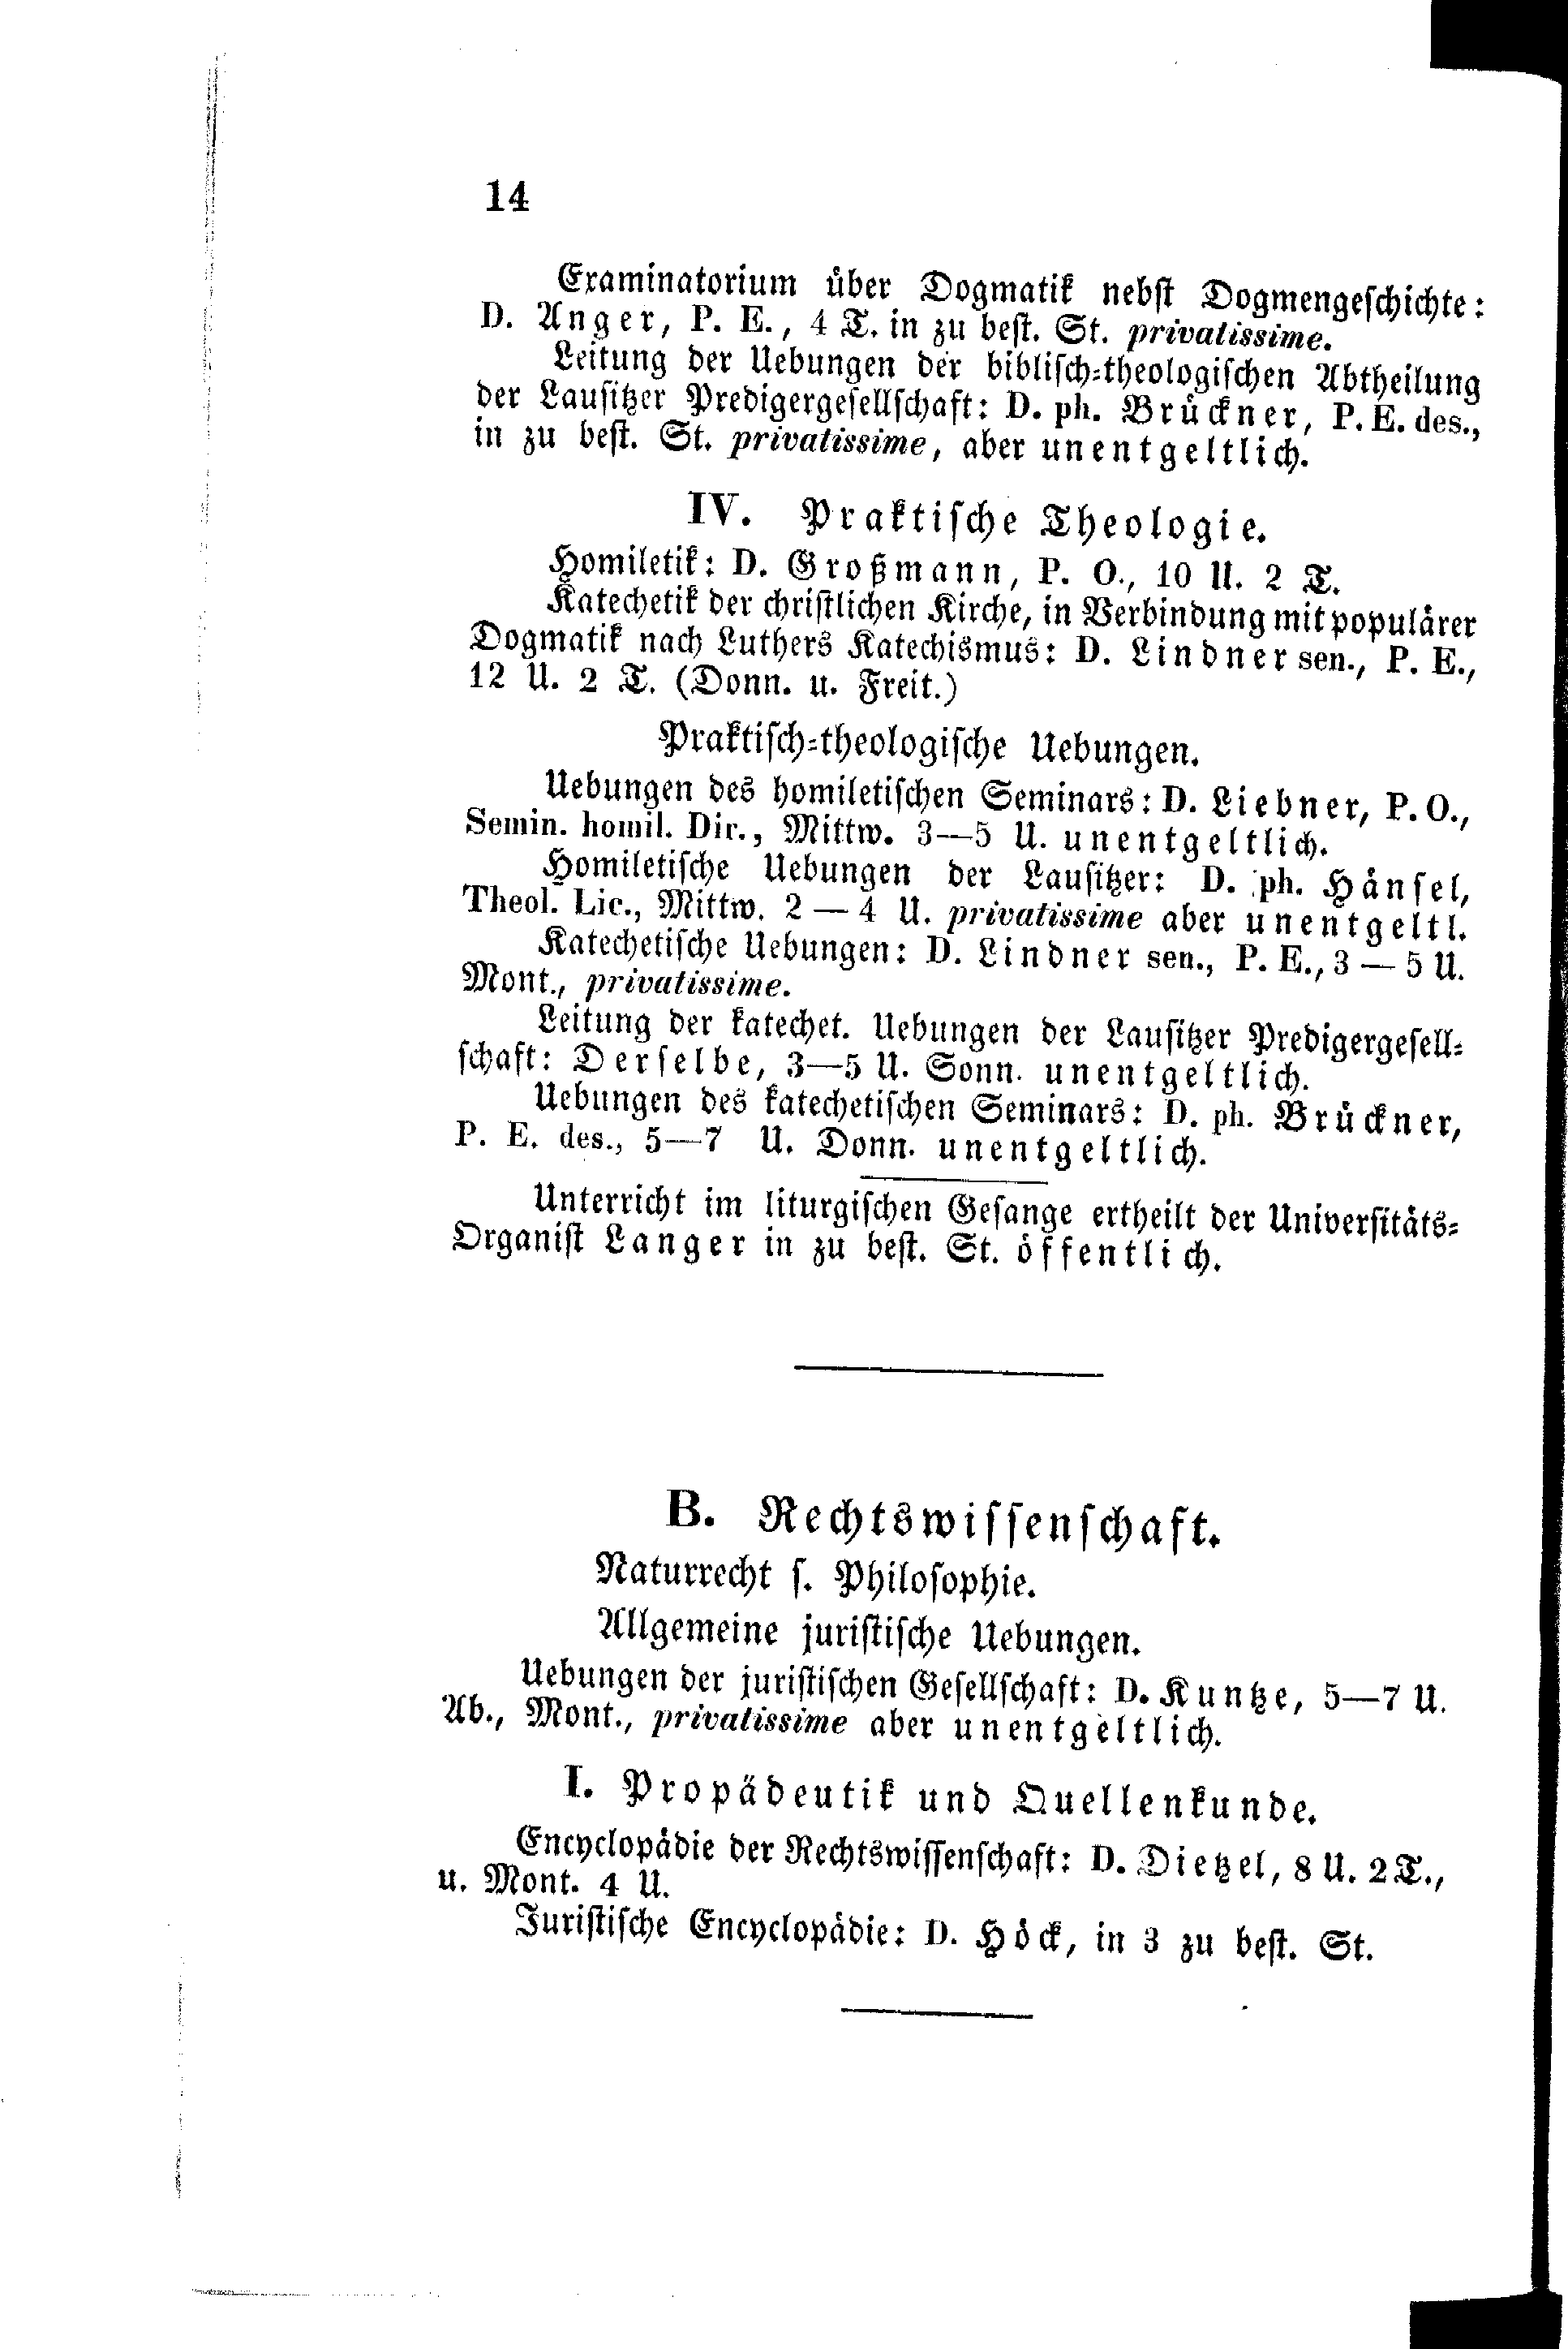 14
Examinatorium über Dogmatik nebst Dogmengeschichte:
D. Anger, P. E., 4 T. in zu best. St. privatissime.
Leitung der Uebungen der biblisch-theologischen Abtheilung
der Lausitzer Predigergesellschaft: D. ph. Brückner, P. E. des.,
in zu best. St. privatissime, aber unentgeltlich.
IV. Praktische Theologie.
Homiletik: D. Großmann, P. O., 10 U. 2 T.
Katechetik der christlichen Kirche, in Verbindung mit populärer
Dogmatik nach Luthers Katechismus: D. Lindner sen., P. E.,
12 U. 2 T. (Donn. u. Freit.)
Praktisch-theologische Uebungen.
Uebungen des homiletischen Seminars: D. Liebner, P. O.,
Semin. homil. Dir., Mittw. 3—5 U. unentgeltlich.
Homiletische Uebungen der Lausitzer: D. ph. Hänsel,
Theol. Lic., Mittw. 2 — 4 U. privatissime aber unentgeltl.
Katechetische Uebungen: D. Lindner sen., P. E., 3 — 5 U.
Mont., privatissime.
Leitung der katechet. Uebungen der Lausitzer Predigergesell-
schaft: Derselbe, 3—5 U. Sonn. unentgeltlich.
Uebungen des katechetischen Seminars: D. ph. Brückner,
P. E. des., 5—7 U. Donn. unentgeltlich.
Unterricht im liturgischen Gesange ertheilt der Universitäts-
Organist Langer in zu best. St. öffentlich.
B. Rechtswissenschaft.
Naturrecht s. Philosophie.
Allgemeine juristische Uebungen.
Uebungen der juristischen Gesellschaft: D. Kuntze, 5—7 U.
Ab., Mont., privatissime aber unentgeltlich.
I. Propädeutik und Quellenkunde.
Encyclopädie der Rechtswissenschaft: D. Dietzel, 8 U. 2 T.,
u. Mont. 4 U.
Juristische Encyclopädie: D. Höck, in 3 zu best. St.